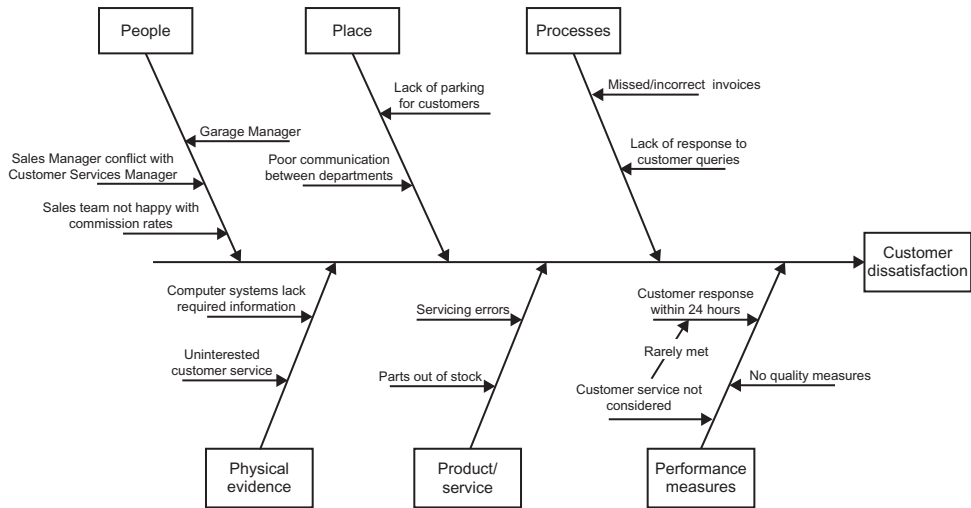 People
Place
Processes
Lack of parking
for customers
Missed/incorrect invoices
Garage Manager
Sales Manager conflict with
Customer Services Manager
Poor communication
between departments
Lack of response to
customer queries
Sales team not happy with
commission rates
Customer
dissatisfaction
Computer systems lack
required information
Servicing errors
Customer response
within 24 hours
Uninterested
customer service
Rarely met
Parts out of stock
No quality measures
Customer service not
considered
Physical
evidence
Product/
service
Performance
measures